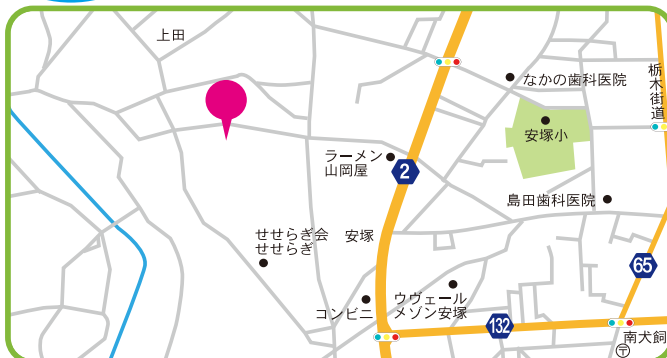 上田
なかの歯科医院
栃木街道
安塚小
ラーメン
山岡屋
2
島田歯科医院
せせらぎ会
せせらぎ
安塚
65
コンビニ
ウヴェール
メゾン安塚
132
南犬飼
〒